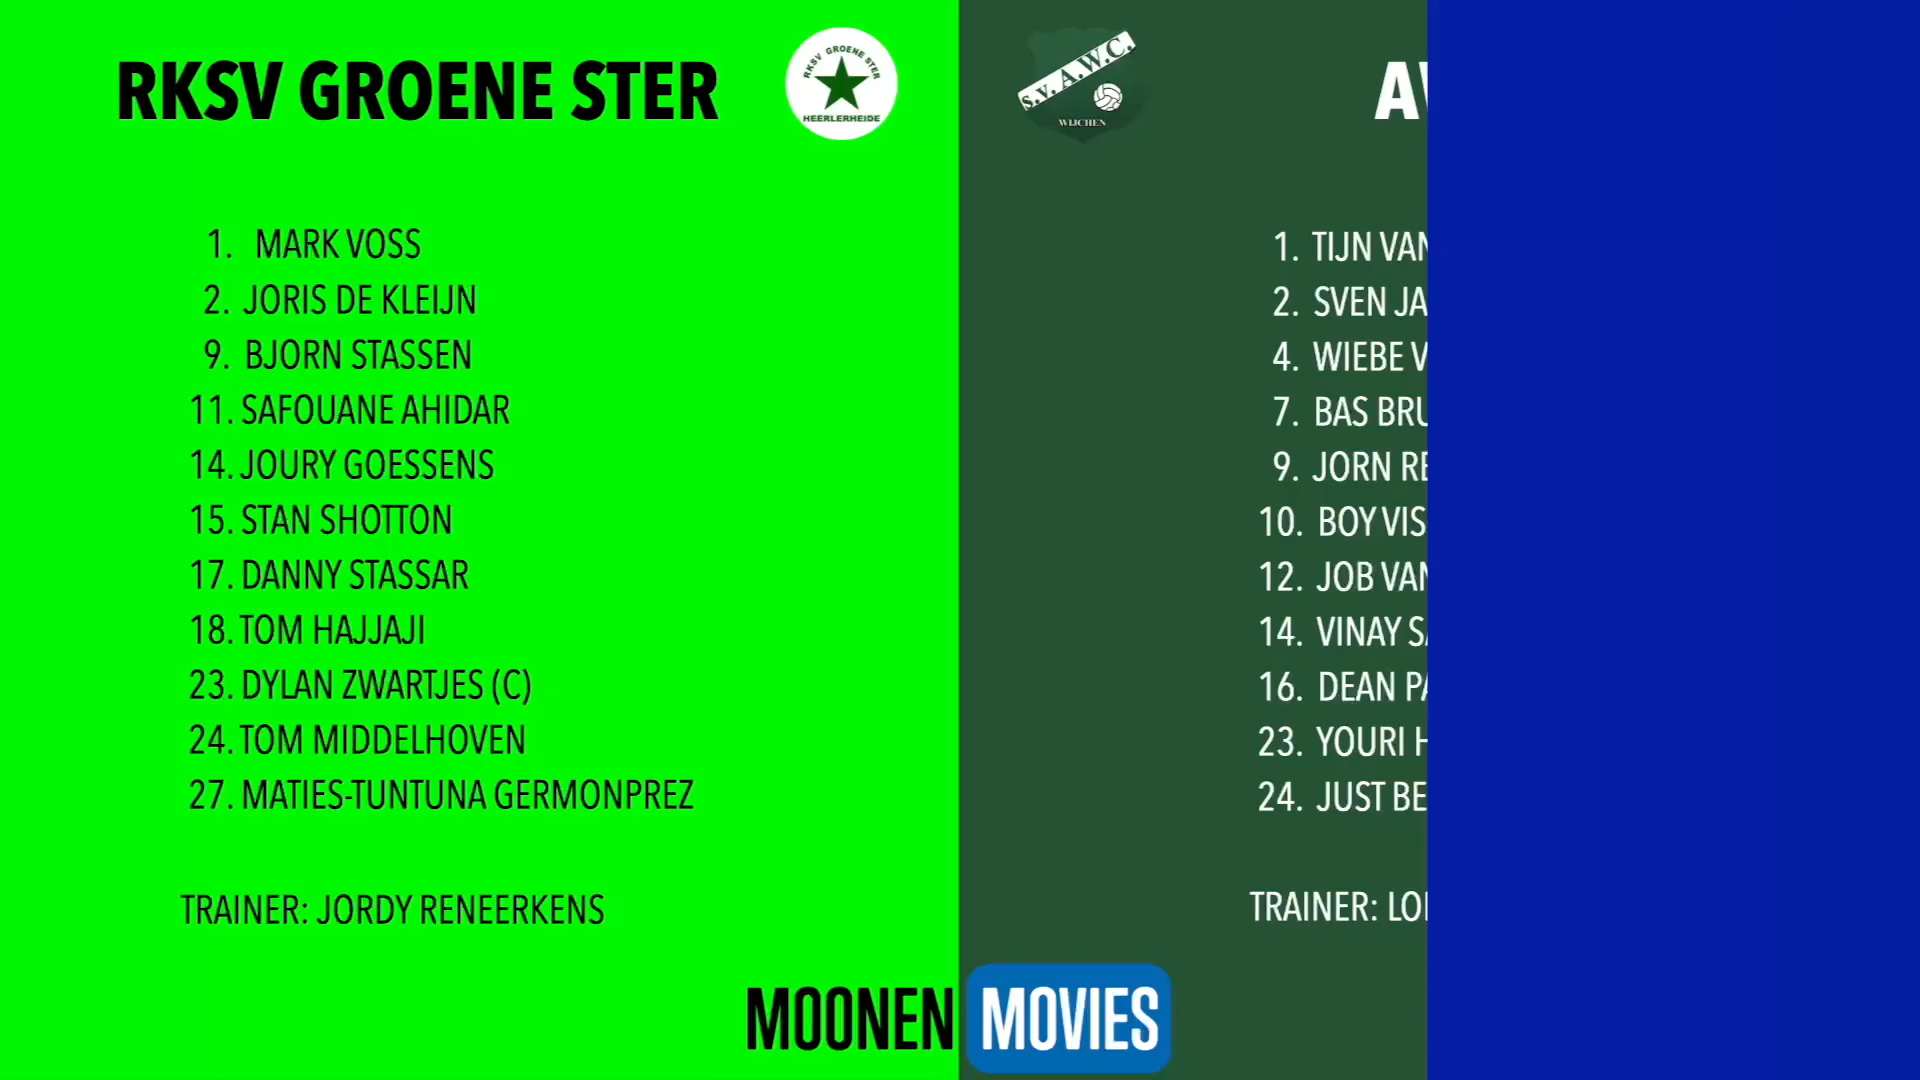 RKSV GROENE STER
RKSV GROENE STER
HEERLERHEIDE
1. MARK VOSS
2. JORIS DE KLEIJN
9. BJORN STASSEN
11. SAFOUANE AHIDAR
14. JOURY GOESSENS
15. STAN SHOTTON
17. DANNY STASSAR
18. TOM HAJJAJI
23. DYLAN ZWARTJES (C)
24. TOM MIDDELHOVEN
27. MATIES-TUNTUNA GERMONPREZ
TRAINER: JORDY RENEERKENS
S.V. A.W.C.
WIJCHEN
1. TIJN
2. SVEN
4. WIEBE
7. BAS
9. JORN
10. BOY
12. JOB
14. VINAY
16. DEAN
23. YOURI
24. JUST
TRAINER:
MOONEN MOVIES